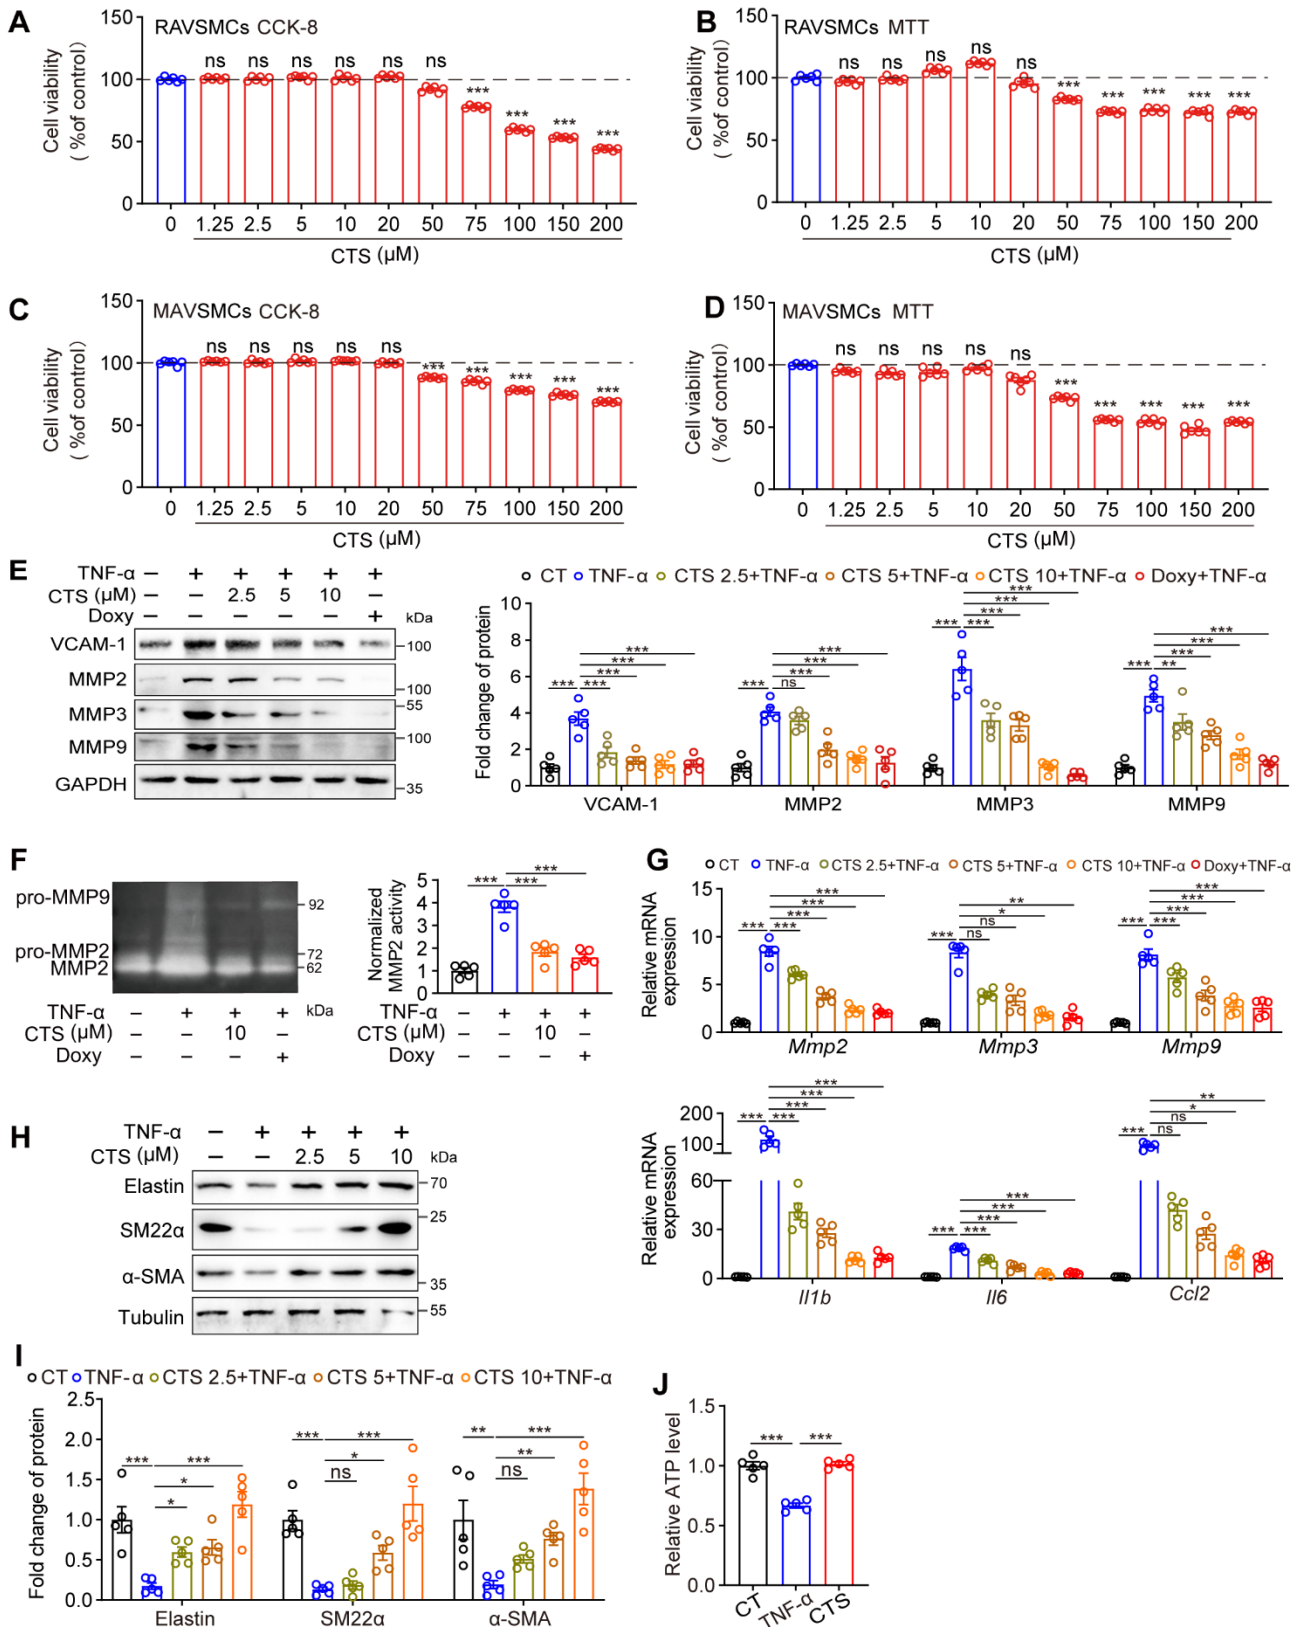 A
RAVSMCs CCK-8
Cell viability
( %of control)
150
100
50
0
ns ns ns ns ns ns *** *** *** ***
0 1.25 2.5 5 10 20 50 75 100 150 200
CTS (μM)
B
RAVSMCs MTT
Cell viability
( %of control)
150
100
50
0
ns ns ns ns ns *** *** *** *** ***
0 1.25 2.5 5 10 20 50 75 100 150 200
CTS (μM)
C
MAVSMCs CCK-8
Cell viability
( %of control)
150
100
50
0
ns ns ns ns ns *** *** *** *** ***
0 1.25 2.5 5 10 20 50 75 100 150 200
CTS (μM)
D
MAVSMCs MTT
Cell viability
( %of control)
150
100
50
0
ns ns ns ns ns *** *** *** *** ***
0 1.25 2.5 5 10 20 50 75 100 150 200
CTS (μM)
E
TNF-α − + + + + +
CTS (μM) − − 2.5 5 10 −
Doxy − − − − − +
kDa
VCAM-1 100
MMP2 100
MMP3 55
MMP9 100
GAPDH 35
CT TNF-α CTS 2.5+TNF-α CTS 5+TNF-α CTS 10+TNF-α Doxy+TNF-α
Fold change of protein
10
8
6
4
2
0
*** *** *** *** ***
*** ns *** *** ***
*** *** *** *** ***
*** ** *** *** ***
VCAM-1 MMP2 MMP3 MMP9
F
pro-MMP9 92
pro-MMP2 72
MMP2 62
TNF-α − + + + kDa
CTS (μM) − − 10 −
Doxy − − − +
Normalized
MMP2 activity
5
4
3
2
1
0
*** *** ***
TNF-α − + + +
CTS (μM) − − 10 −
Doxy − − − +
G
CT TNF-α CTS 2.5+TNF-α CTS 5+TNF-α CTS 10+TNF-α Doxy+TNF-α
Relative mRNA
expression
15
10
5
0
*** *** *** *** ***
*** ns ns * **
*** *** *** *** ***
Mmp2 Mmp3 Mmp9
Relative mRNA
expression
200
100
60
30
0
*** *** *** *** ***
*** *** *** *** ***
*** ns ns * **
Il1b Il6 Ccl2
H
TNF-α − + + + +
CTS (μM) − − 2.5 5 10 kDa
Elastin 70
SM22α 25
α-SMA 35
Tubulin 55
I
CT TNF-α CTS 2.5+TNF-α CTS 5+TNF-α CTS 10+TNF-α
Fold change of protein
2.5
2.0
1.5
1.0
0.5
0.0
*** * * ***
*** ns * ***
** ns ** ***
Elastin SM22α α-SMA
J
Relative ATP level
1.5
1.0
0.5
0.0
*** ***
CT TNF-α CTS